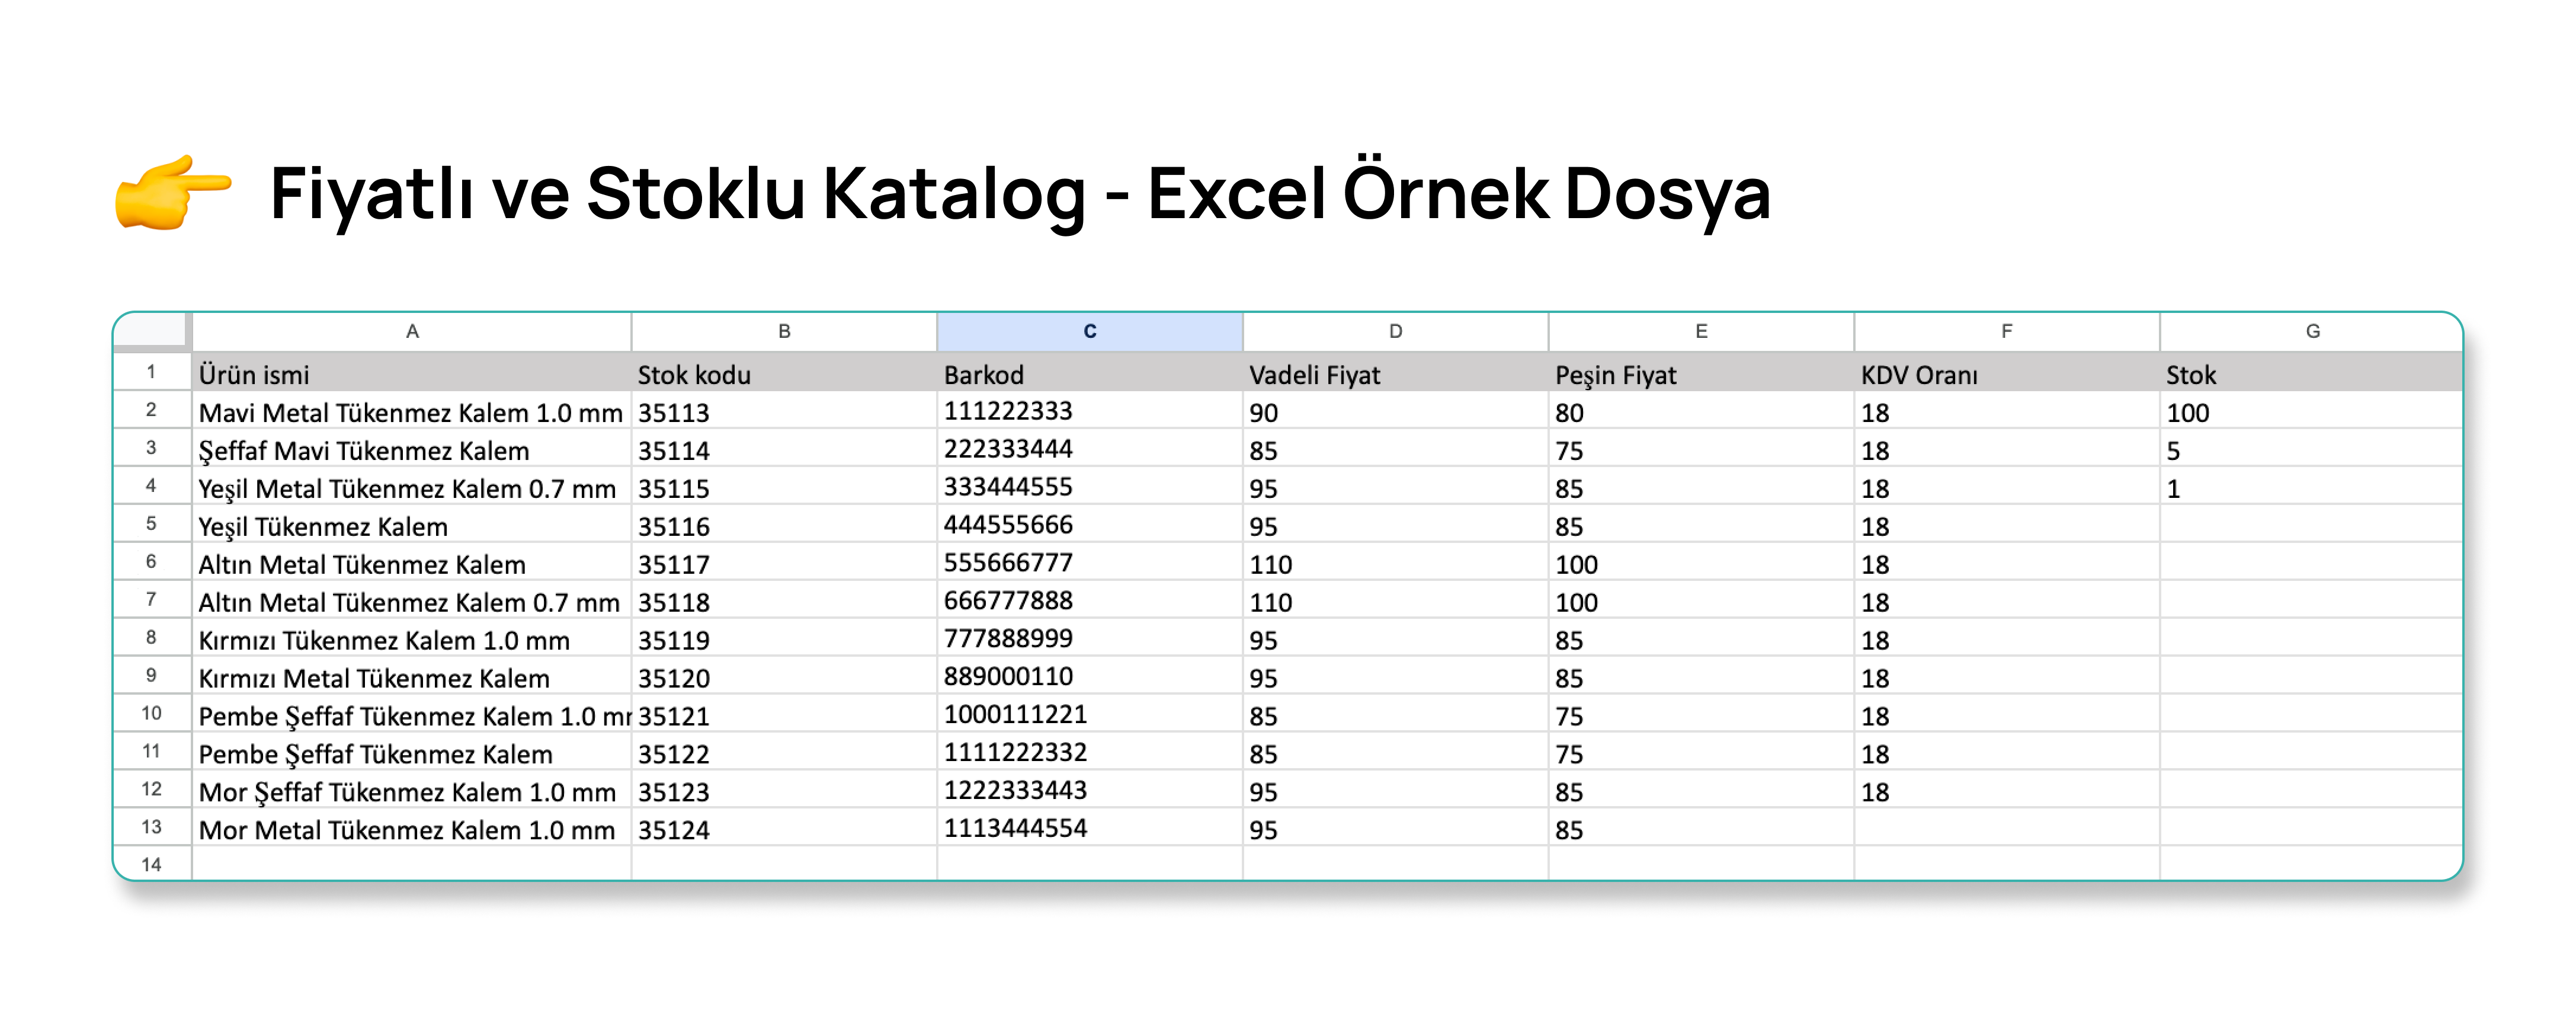 Fiyatlı ve Stoklu Katalog - Excel Örnek Dosya
A B C D E F G
1 Ürün ismi Stok kodu Barkod Vadeli Fiyat Peşin Fiyat KDV Oranı Stok
2 Mavi Metal Tükenmez Kalem 1.0 mm 35113 111222333 90 80 18 100
3 Şeffaf Mavi Tükenmez Kalem 35114 222333444 85 75 18 5
4 Yeşil Metal Tükenmez Kalem 0.7 mm 35115 333444555 95 85 18 1
5 Yeşil Tükenmez Kalem 35116 444555666 95 85 18
6 Altın Metal Tükenmez Kalem 35117 555666777 110 100 18
7 Altın Metal Tükenmez Kalem 0.7 mm 35118 666777888 110 100 18
8 Kırmızı Tükenmez Kalem 1.0 mm 35119 777888999 95 85 18
9 Kırmızı Metal Tükenmez Kalem 35120 889000110 95 85 18
10 Pembe Şeffaf Tükenmez Kalem 1.0 m 35121 1000111221 85 75 18
11 Pembe Şeffaf Tükenmez Kalem 35122 1111222332 85 75 18
12 Mor Şeffaf Tükenmez Kalem 1.0 mm 35123 1222333443 95 85 18
13 Mor Metal Tükenmez Kalem 1.0 mm 35124 1113444554 95 85
14